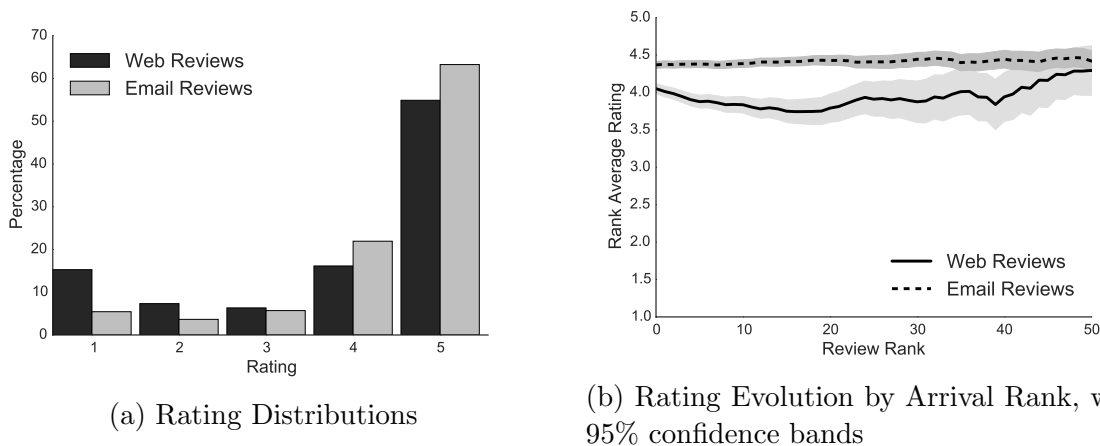 70
60
50
40
30
20
10
0
Percentage
Web Reviews
Email Reviews
1 2 3 4 5
Rating
(a) Rating Distributions
5.0
4.5
4.0
3.5
3.0
2.5
2.0
1.5
1.0
Rank Average Rating
Web Reviews
Email Reviews
0 10 20 30 40 50
Review Rank
(b) Rating Evolution by Arrival Rank, w
95% confidence bands